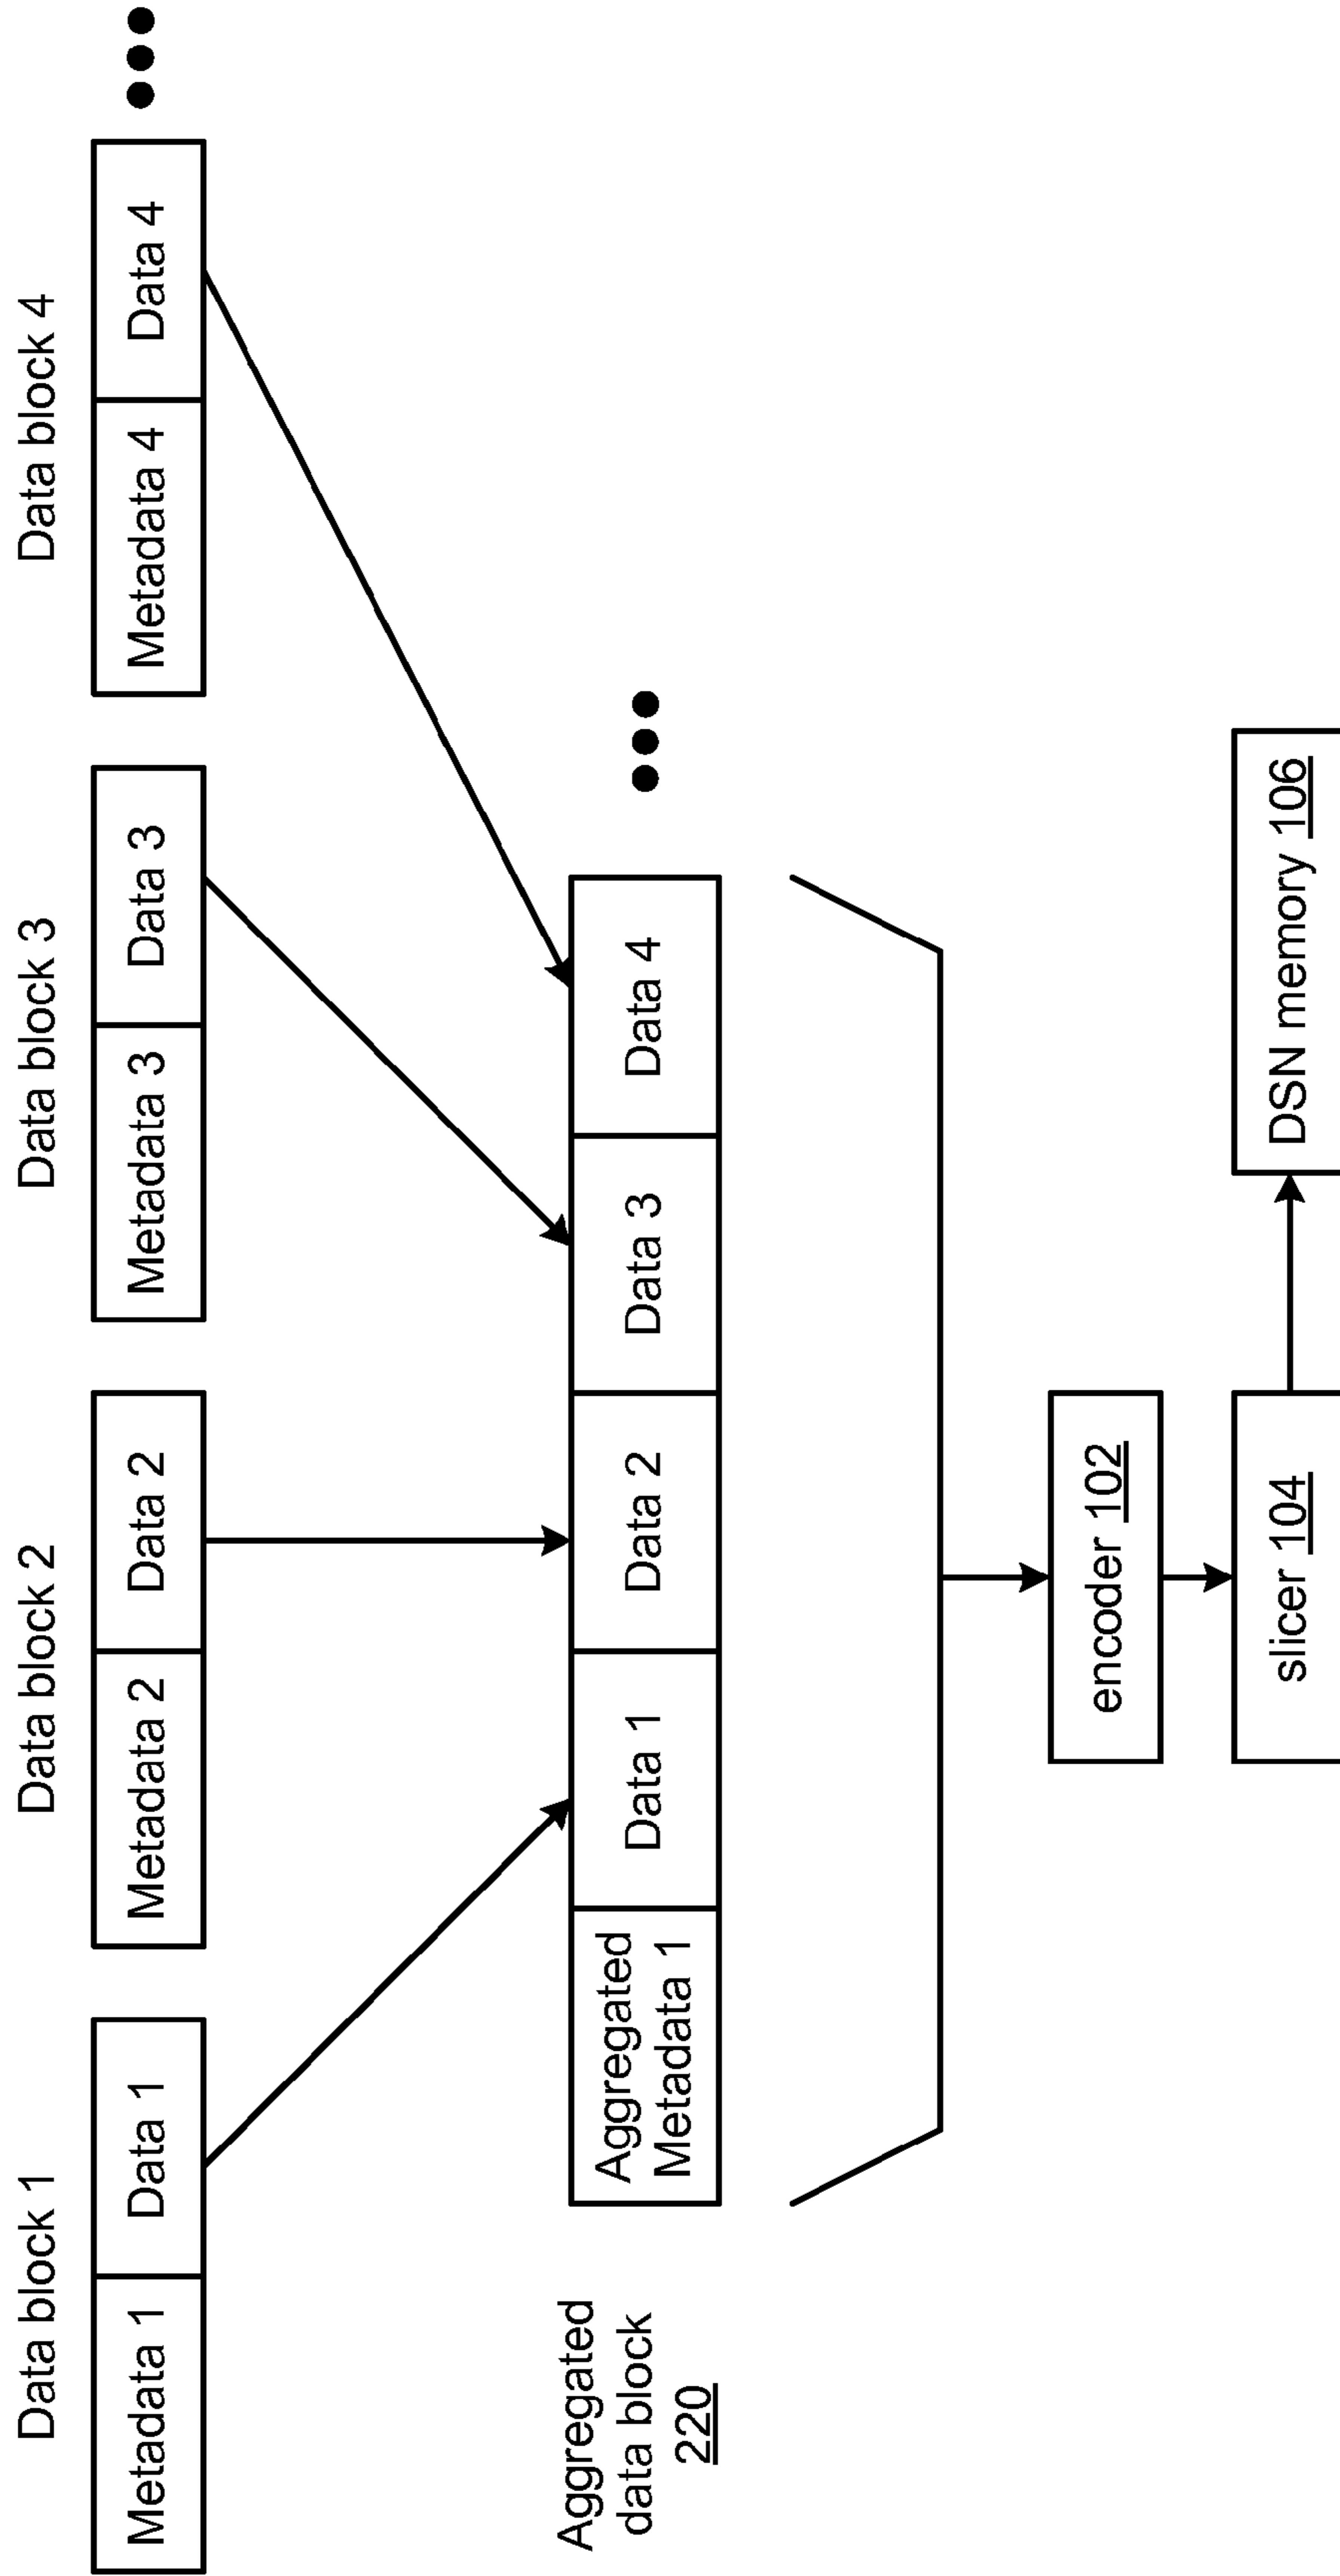 Data block 1
Data block 2
Data block 3
Data block 4
Metadata 1
Data 1
Metadata 2
Data 2
Metadata 3
Data 3
Metadata 4
Data 4
Aggregated
data block
220
Aggregated
Metadata 1
Data 1
Data 2
Data 3
Data 4
encoder 102
slicer 104
DSN memory 106